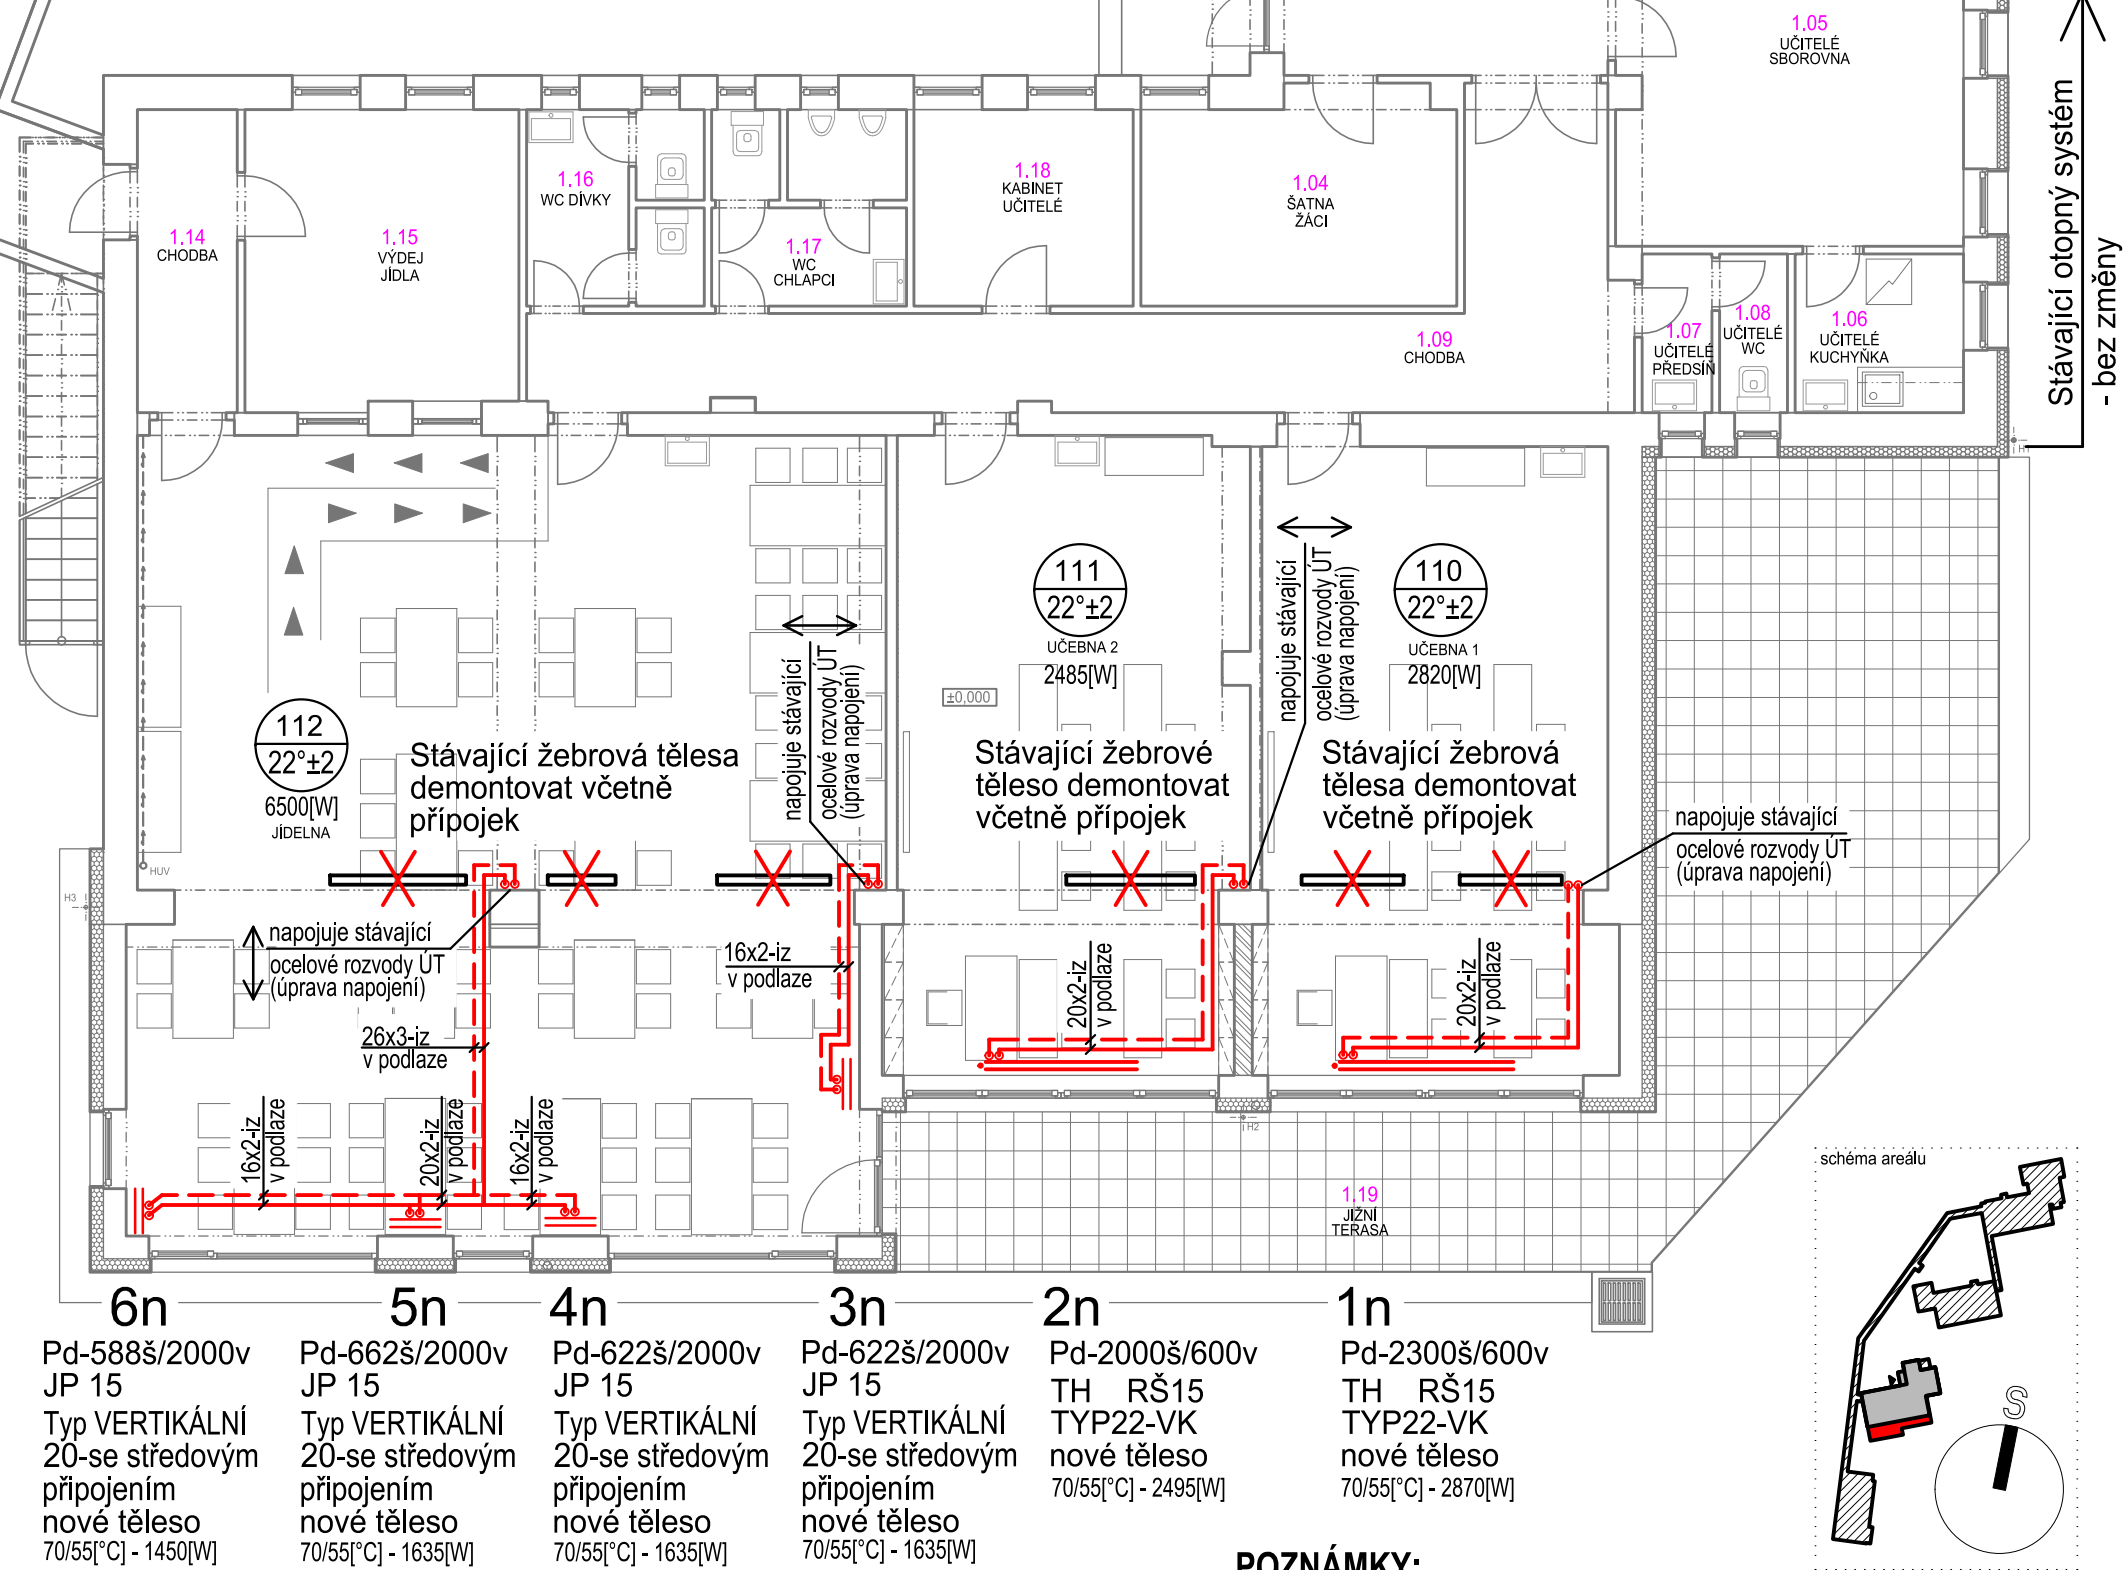 1.05
UČITELÉ
SBOROVNA
Stávající otopný systém
- bez změny
1.14
CHODBA
1.15
VÝDEJ
JÍDLA
1.16
WC DÍVKY
1.17
WC
CHLAPCI
1.18
KABINET
UČITELÉ
1.04
ŠATNA
ŽÁCI
1.09
CHODBA
1.07
UČITELÉ
PŘEDSÍŇ
1.08
UČITELÉ
WC
1.06
UČITELÉ
KUCHYŇKA
H1
112
22°±2
6500[W]
JÍDELNA
HUV
H3
Stávající žebrová tělesa
demontovat včetně
přípojek
napojuje stávající
ocelové rozvody ÚT
(úprava napojení)
111
22°±2
UČEBNA 2
2485[W]
±0,000
Stávající žebrové
těleso demontovat
včetně přípojek
napojuje stávající
ocelové rozvody ÚT
(úprava napojení)
110
22°±2
UČEBNA 1
2820[W]
Stávající žebrová
tělesa demontovat
včetně přípojek
napojuje stávající
ocelové rozvody ÚT
(úprava napojení)
napojuje stávající
ocelové rozvody ÚT
(úprava napojení)
16x2-iz
v podlaze
26x3-iz
v podlaze
20x2-iz
v podlaze
20x2-iz
v podlaze
16x2-iz
v podlaze
20x2-iz
v podlaze
16x2-iz
v podlaze
H2
1.19
JIŽNÍ
TERASA
schéma areálu
S
6n
Pd-588š/2000v
JP 15
Typ VERTIKÁLNÍ
20-se středovým
připojením
nové těleso
70/55[°C] - 1450[W]
5n
Pd-662š/2000v
JP 15
Typ VERTIKÁLNÍ
20-se středovým
připojením
nové těleso
70/55[°C] - 1635[W]
4n
Pd-622š/2000v
JP 15
Typ VERTIKÁLNÍ
20-se středovým
připojením
nové těleso
70/55[°C] - 1635[W]
3n
Pd-622š/2000v
JP 15
Typ VERTIKÁLNÍ
20-se středovým
připojením
nové těleso
70/55[°C] - 1635[W]
2n
Pd-2000š/600v
TH RŠ15
TYP22-VK
nové těleso
70/55[°C] - 2495[W]
1n
Pd-2300š/600v
TH RŠ15
TYP22-VK
nové těleso
70/55[°C] - 2870[W]
POZNÁMKY: